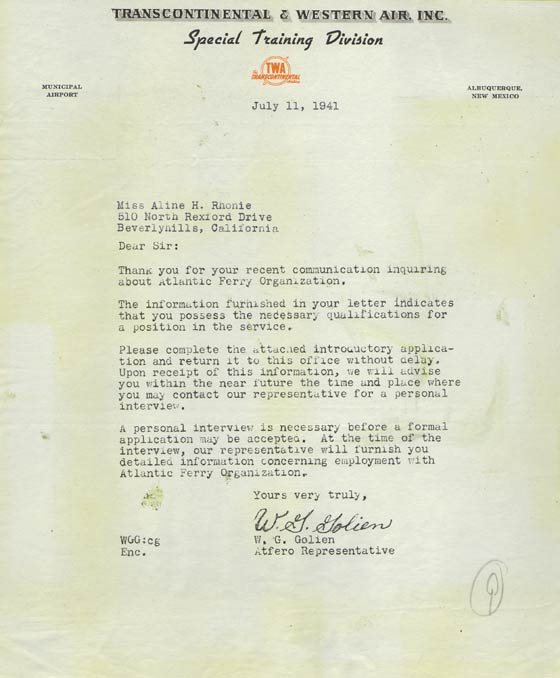 TRANSCONTINENTAL & WESTERN AIR, INC.
Special Training Division
TWA
TRANSCONTINENTAL
MUNICIPAL
AIRPORT
ALBUQUERQUE,
NEW MEXICO
July 11, 1941
Miss Aline H. Rhonie
510 North Rexford Drive
Beverlyhills, California
Dear Sir:
Thank you for your recent communication inquiring
about Atlantic Ferry Organization.
The information furnished in your letter indicates
that you possess the necessary qualifications for
a position in the service.
Please complete the attached introductory applica-
tion and return it to this office without delay.
Upon receipt of this information, we will advise
you within the near future the time and place where
you may contact our representative for a personal
interview.
A personal interview is necessary before a formal
application may be accepted. At the time of the
interview, our representative will furnish you
detailed information concerning employment with
Atlantic Ferry Organization.
Yours very truly,
W. G. Golien
WGG:cg W. G. Golien
Enc. Atfero Representative